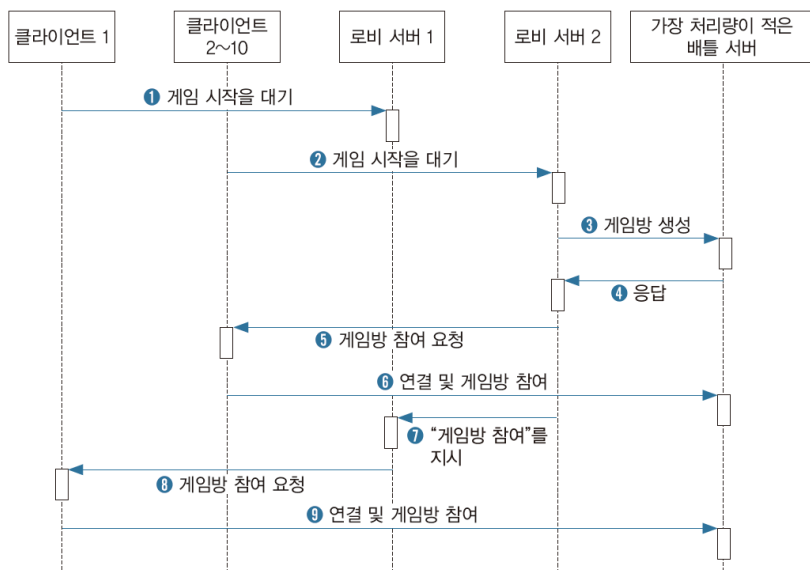 클라이언트 1
클라이언트
2~10
로비 서버 1
로비 서버 2
가장 처리량이 적은
배틀 서버
❶ 게임 시작을 대기
❷ 게임 시작을 대기
❸ 게임방 생성
❹ 응답
❺ 게임방 참여 요청
❻ 연결 및 게임방 참여
❼ “게임방 참여”를
지시
❽ 게임방 참여 요청
❾ 연결 및 게임방 참여